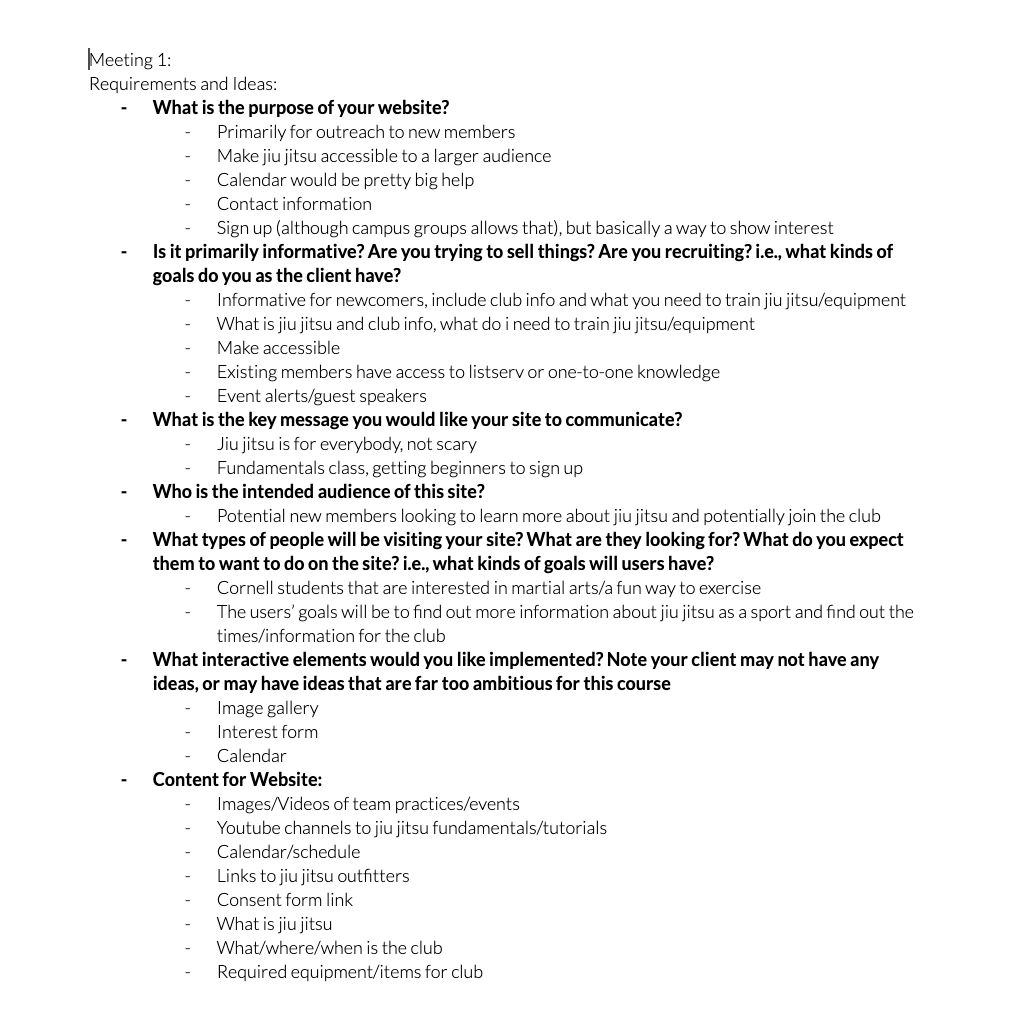 Meeting 1:
Requirements and Ideas:
- What is the purpose of your website?
- Primarily for outreach to new members
- Make jiu jitsu accessible to a larger audience
- Calendar would be pretty big help
- Contact information
- Sign up (although campus groups allows that), but basically a way to show interest
- Is it primarily informative? Are you trying to sell things? Are you recruiting? i.e., what kinds of
goals do you as the client have?
- Informative for newcomers, include club info and what you need to train jiu jitsu/equipment
- What is jiu jitsu and club info, what do i need to train jiu jitsu/equipment
- Make accessible
- Existing members have access to listserv or one-to-one knowledge
- Event alerts/guest speakers
- What is the key message you would like your site to communicate?
- Jiu jitsu is for everybody, not scary
- Fundamentals class, getting beginners to sign up
- Who is the intended audience of this site?
- Potential new members looking to learn more about jiu jitsu and potentially join the club
- What types of people will be visiting your site? What are they looking for? What do you expect
them to want to do on the site? i.e., what kinds of goals will users have?
- Cornell students that are interested in martial arts/a fun way to exercise
- The users’ goals will be to find out more information about jiu jitsu as a sport and find out the
times/information for the club
- What interactive elements would you like implemented? Note your client may not have any
ideas, or may have ideas that are far too ambitious for this course
- Image gallery
- Interest form
- Calendar
- Content for Website:
- Images/Videos of team practices/events
- Youtube channels to jiu jitsu fundamentals/tutorials
- Calendar/schedule
- Links to jiu jitsu outfitters
- Consent form link
- What is jiu jitsu
- What/where/when is the club
- Required equipment/items for club